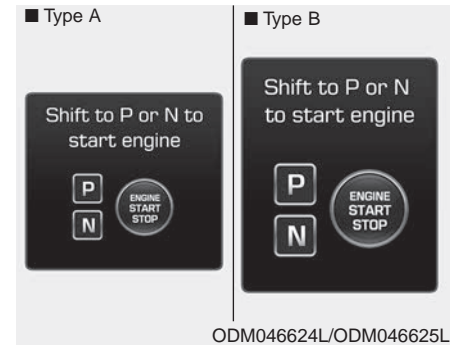 ■ Type A
Shift to P or N to
start engine
P
N
ENGINE
START
STOP
■ Type B
Shift to P or N
to start engine
P
N
ENGINE
START
STOP
ODM046624L/ODM046625L